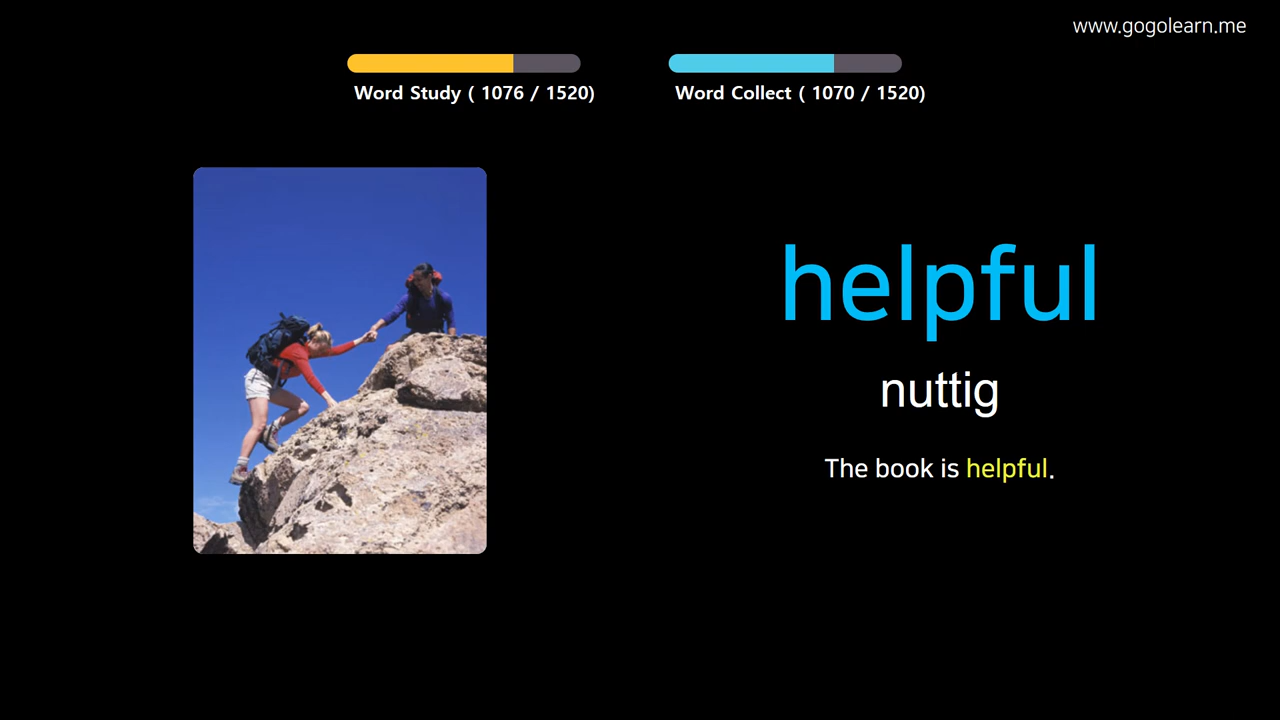 www.gogolearn.me
Word Study ( 1076 / 1520)
Word Collect ( 1070 / 1520)
helpful
nuttig
The book is helpful.